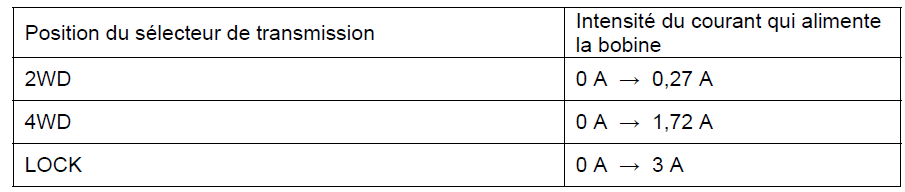 Position du sélecteur de transmission
Intensité du courant qui alimente
la bobine
2WD
0 A → 0,27 A
4WD
0 A → 1,72 A
LOCK
0 A → 3 A